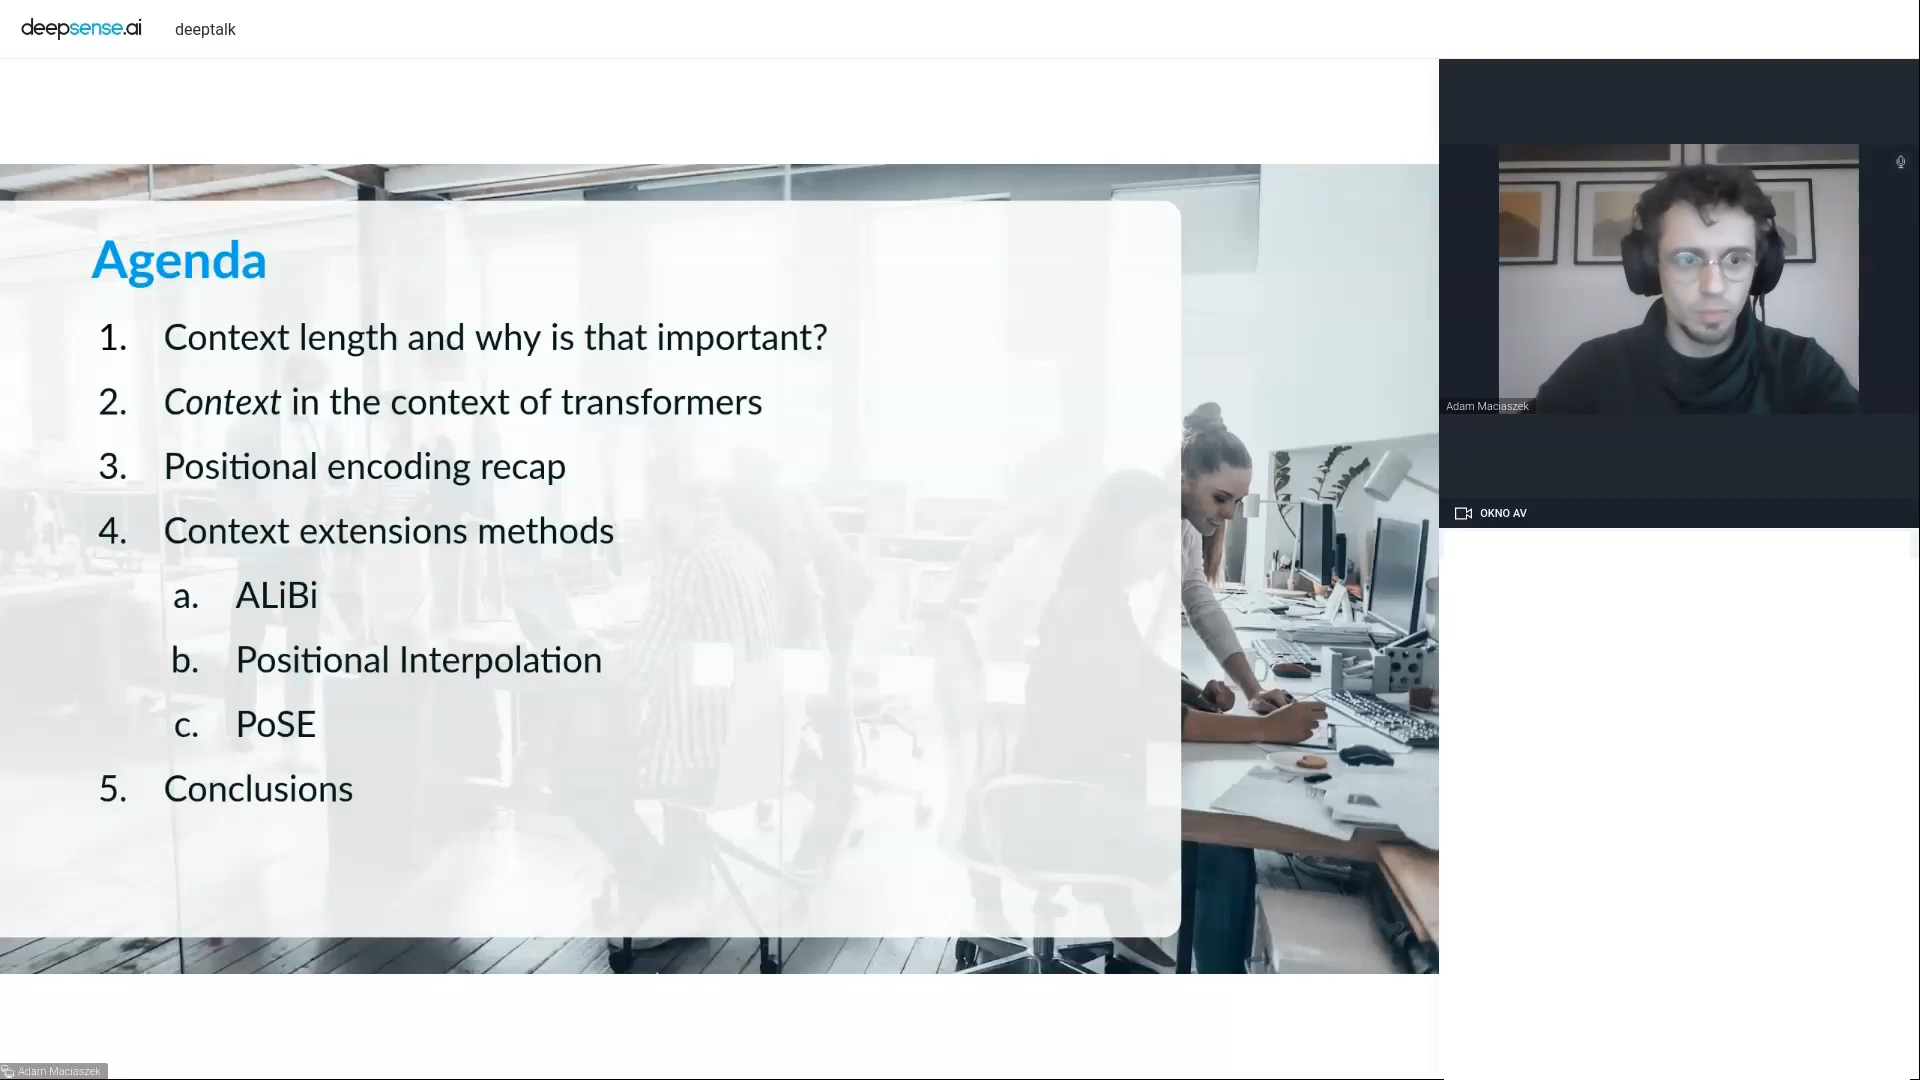 deepsense.ai
deeptalk
Agenda
1. Context length and why is that important?
2. Context in the context of transformers
3. Positional encoding recap
4. Context extensions methods
a. ALiBi
b. Positional Interpolation
c. PoSE
5. Conclusions
Adam Maciaszek
OKNO AV
Adam Maciaszek